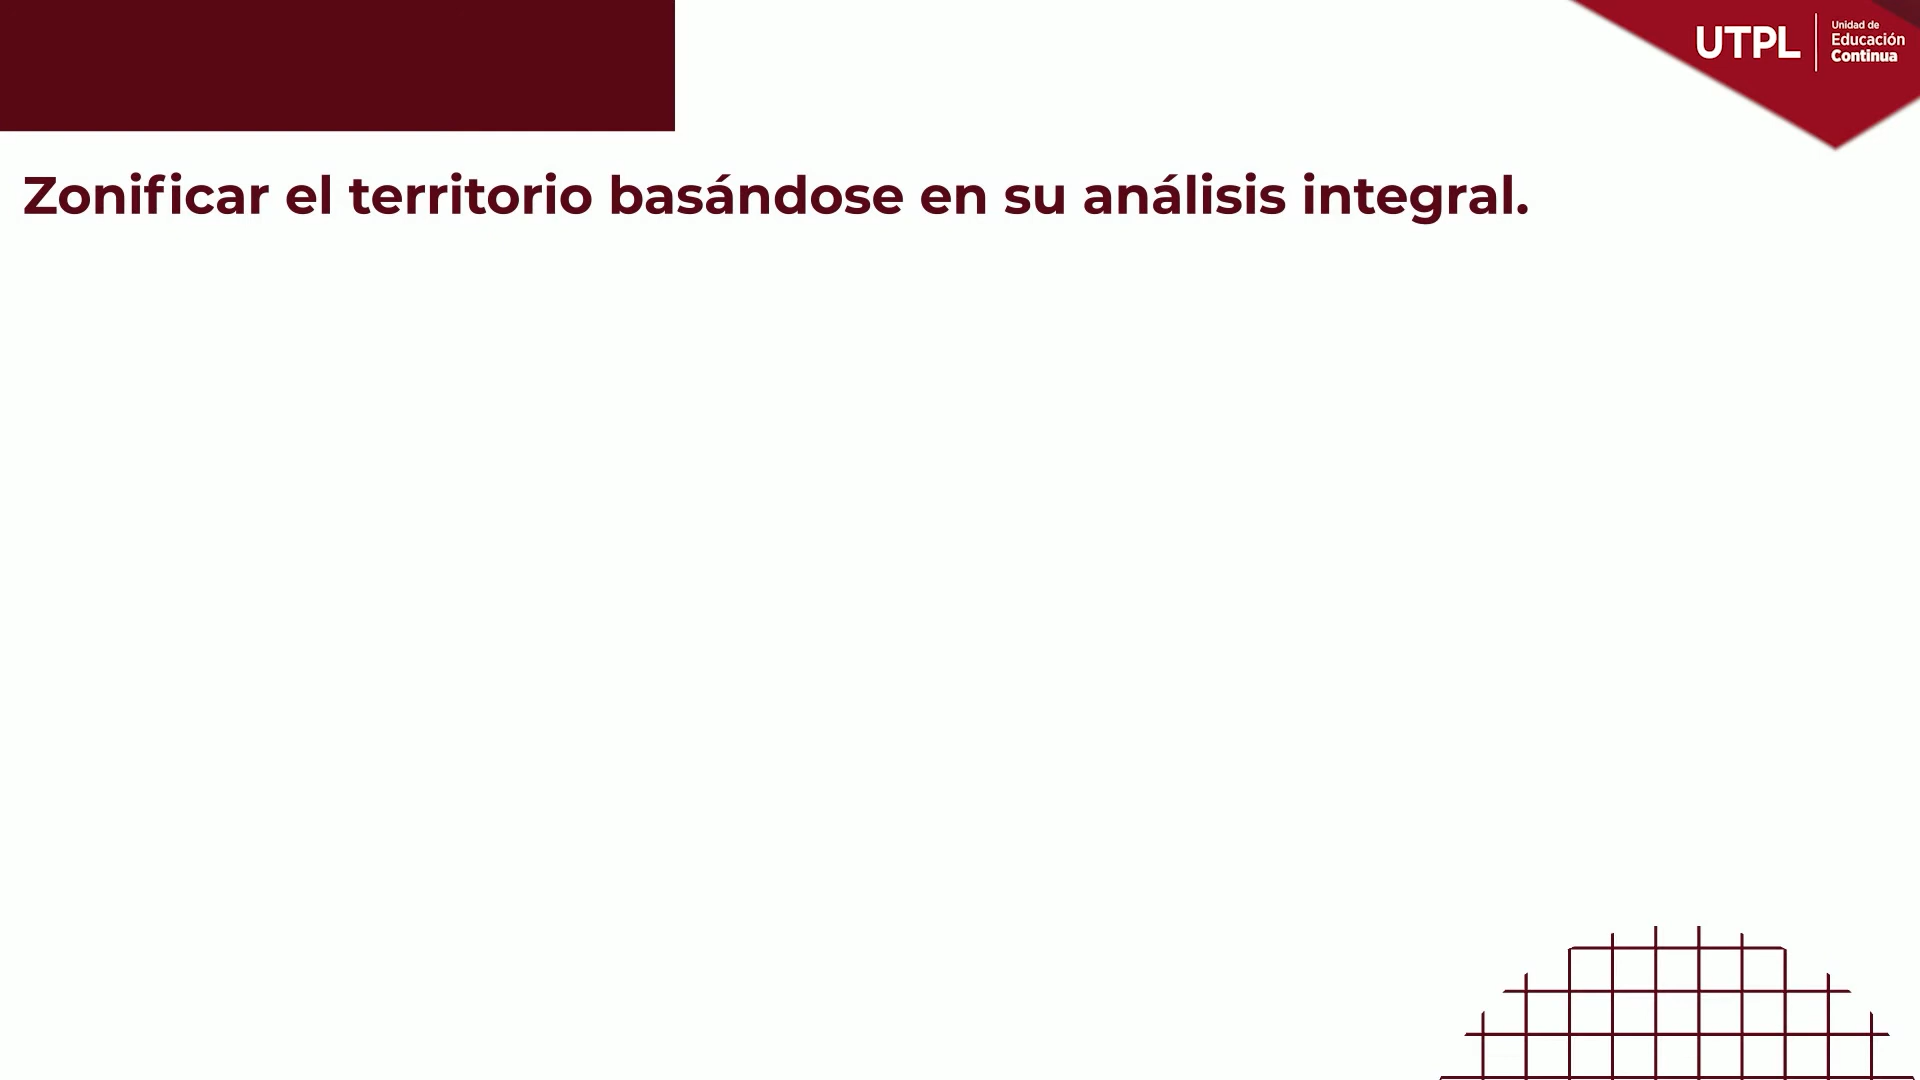 UTPL
Unidad de
Educación
Continua
Zonificar el territorio basándose en su análisis integral.